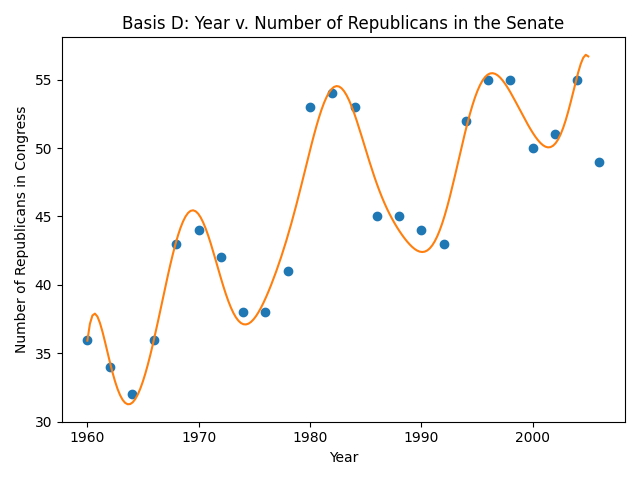 Basis D: Year v. Number of Republicans in the Senate
Number of Republicans in Congress
55
50
45
40
35
30
1960 1970 1980 1990 2000
Year